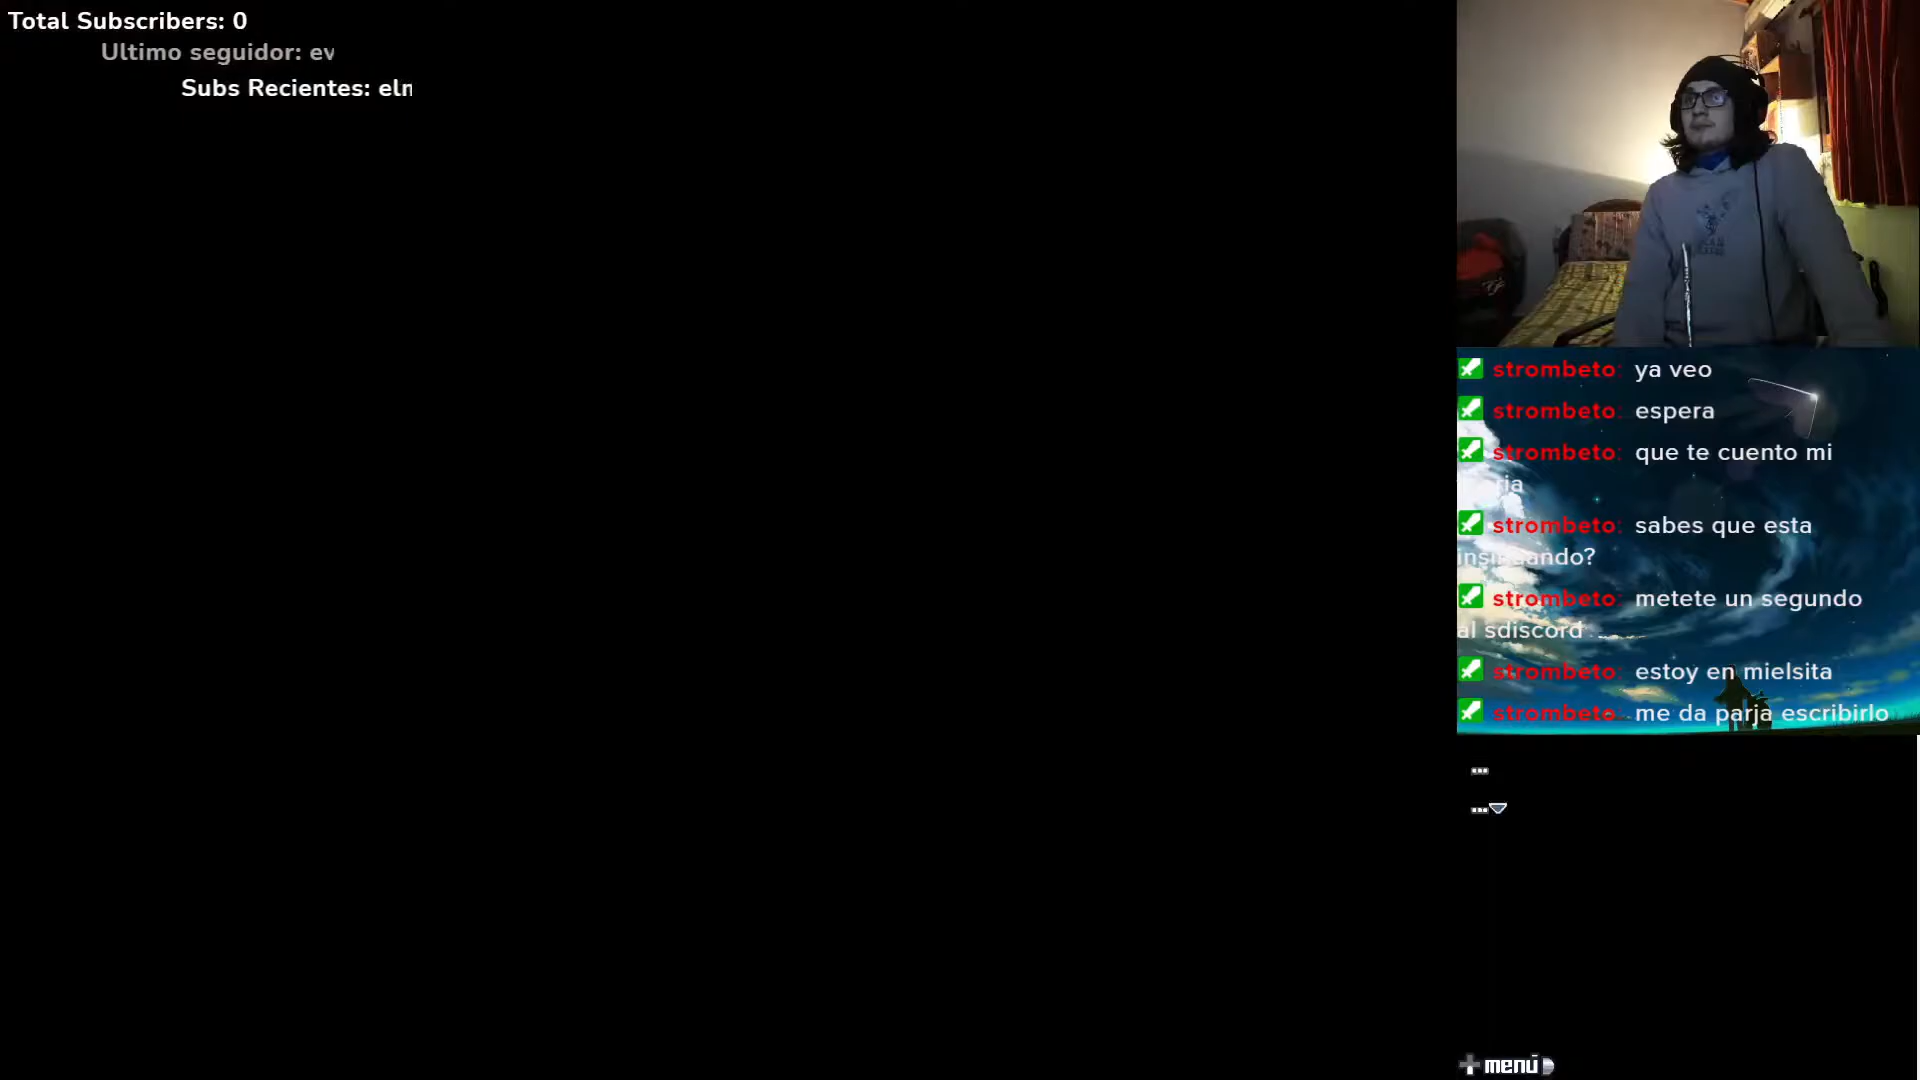 Total Subscribers: 0
Ultimo seguidor: ev
Subs Recientes: eln
strombeto: ya veo
strombeto: espera
strombeto: que te cuento mi
strombeto: sabes que esta
insinuando?
strombeto: metete un segundo
al sdiscord
strombeto: estoy en mielsita
strombeto: me da parja escribirlo
...
...
menú